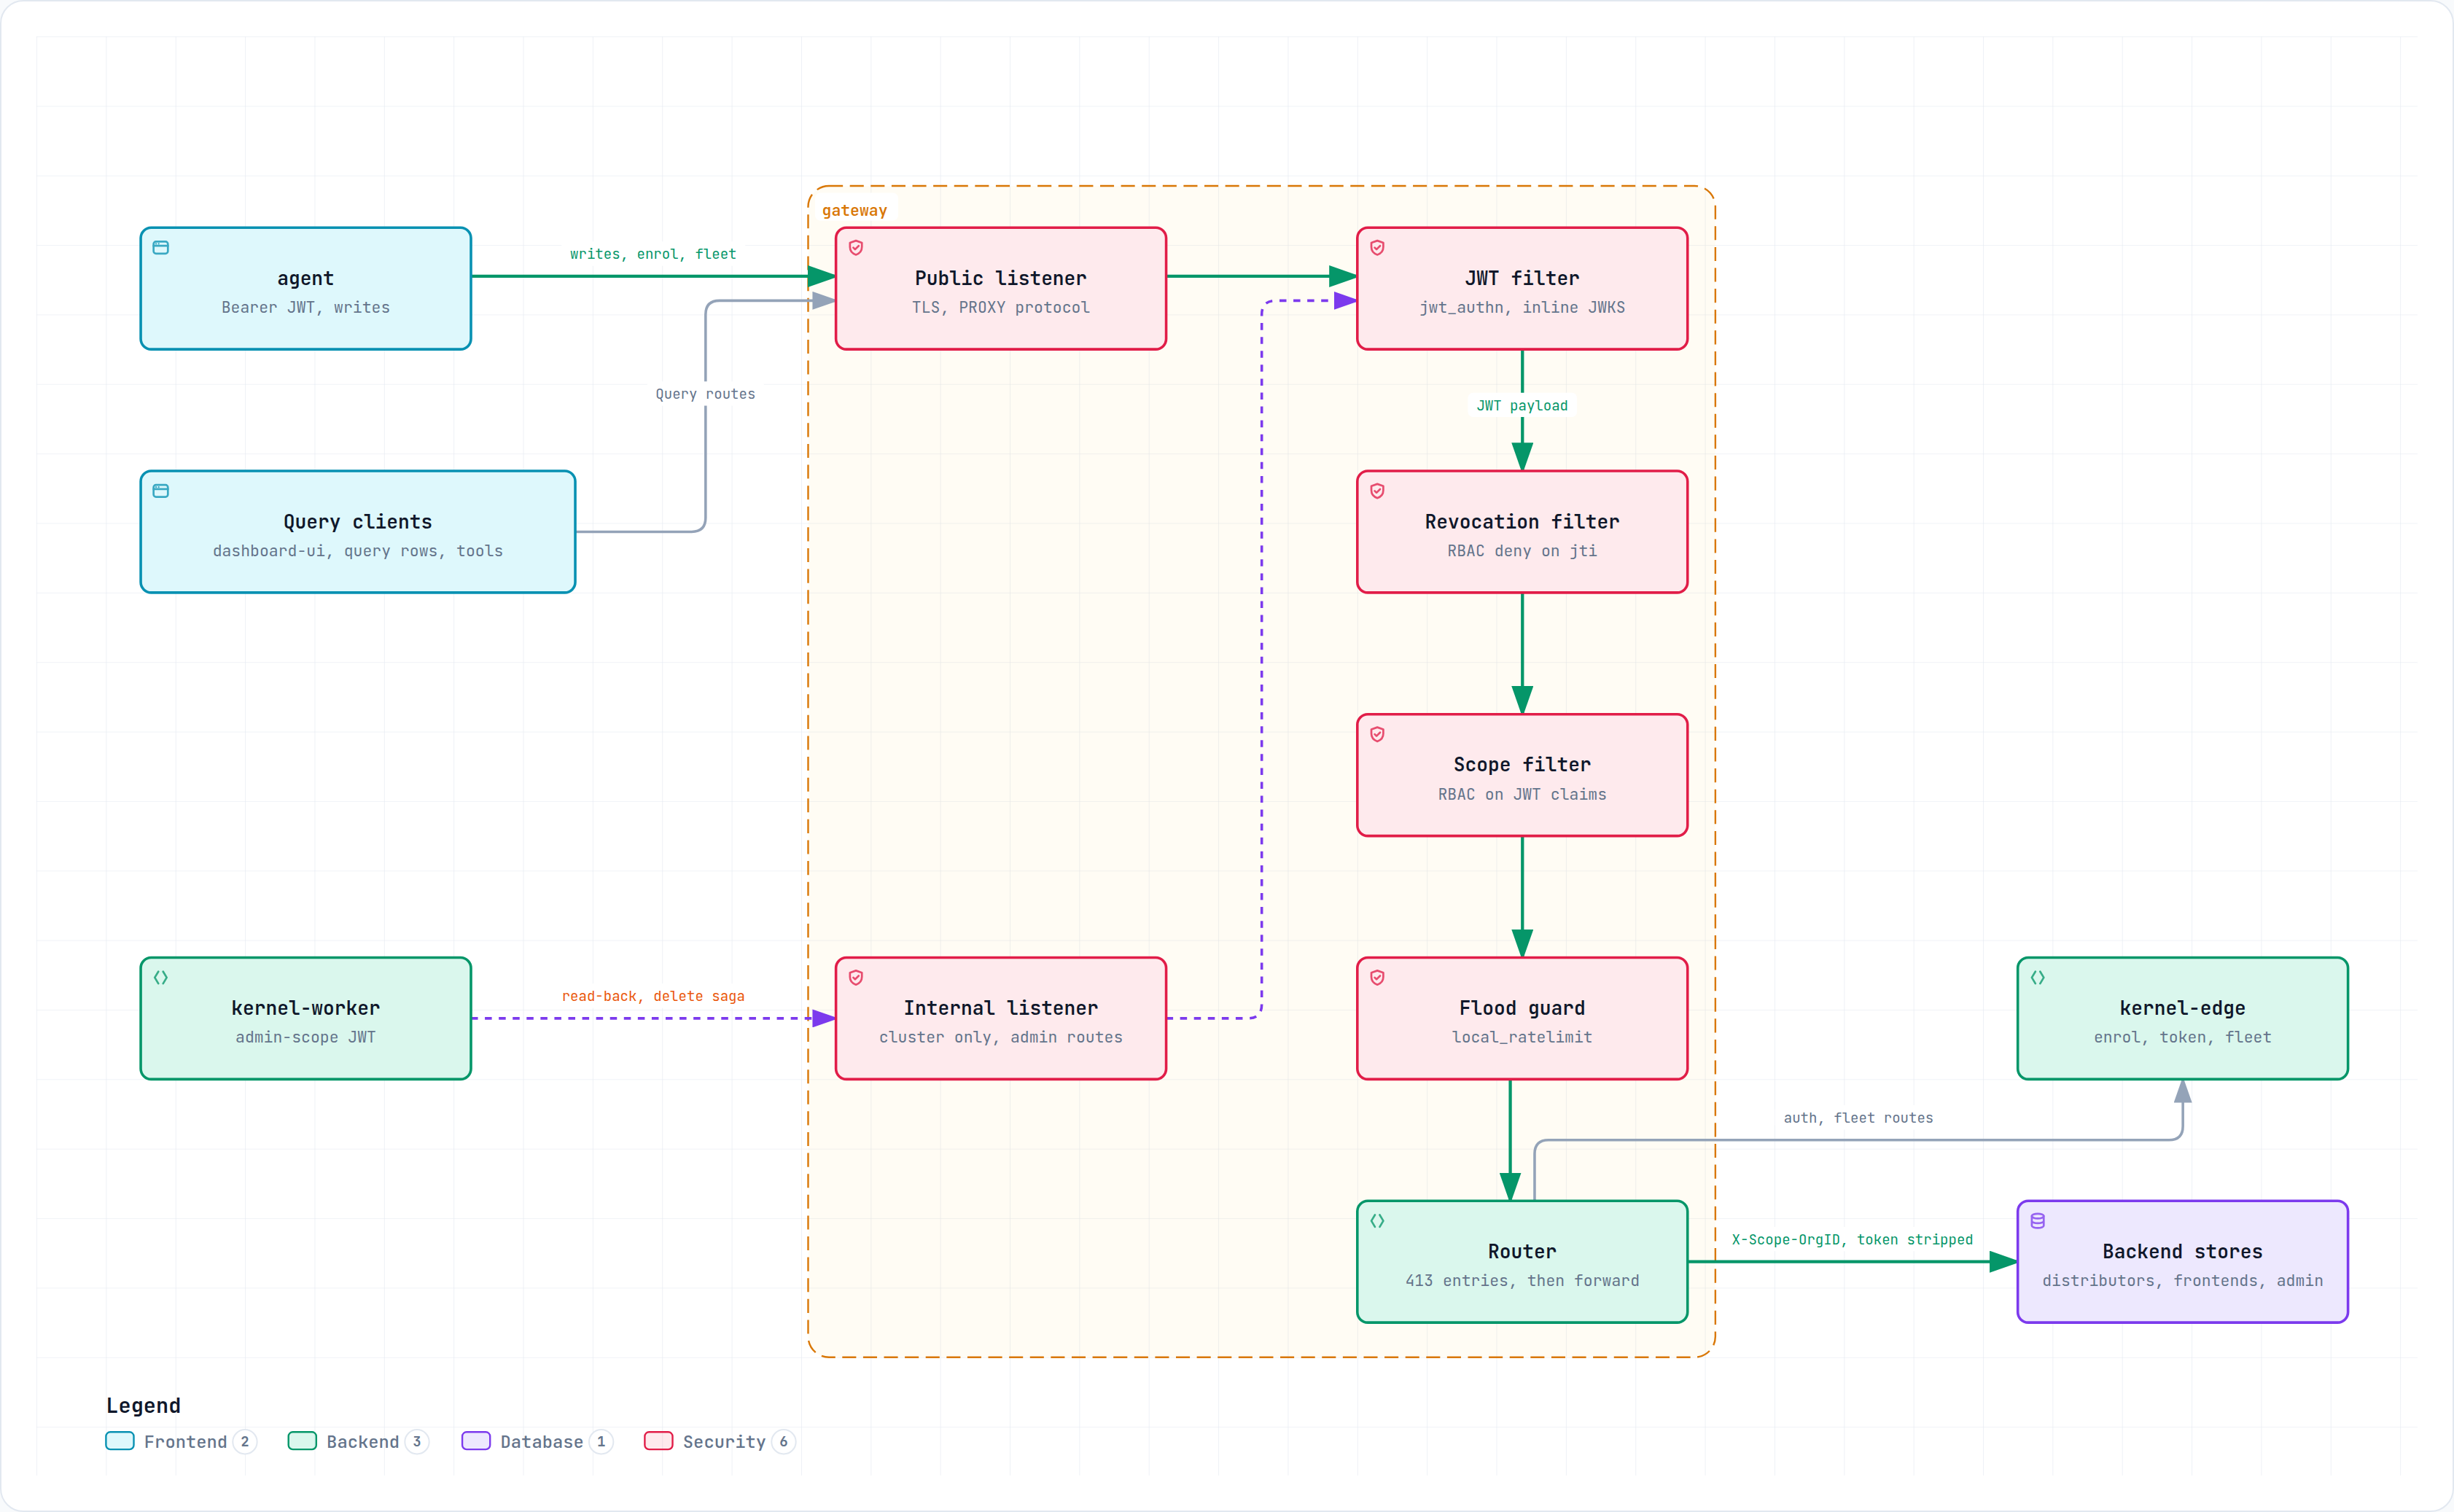 gateway
agent
Bearer JWT, writes
writes, enrol, fleet
Public listener
TLS, PROXY protocol
JWT filter
jwt_authn, inline JWKS
Query routes
JWT payload
Query clients
dashboard-ui, query rows, tools
Revocation filter
RBAC deny on jti
Scope filter
RBAC on JWT claims
kernel-worker
admin-scope JWT
read-back, delete saga
Internal listener
cluster only, admin routes
Flood guard
local_ratelimit
kernel-edge
enrol, token, fleet
auth, fleet routes
Router
413 entries, then forward
X-Scope-OrgID, token stripped
Backend stores
distributors, frontends, admin
Legend
Frontend 2
Backend 3
Database 1
Security 6